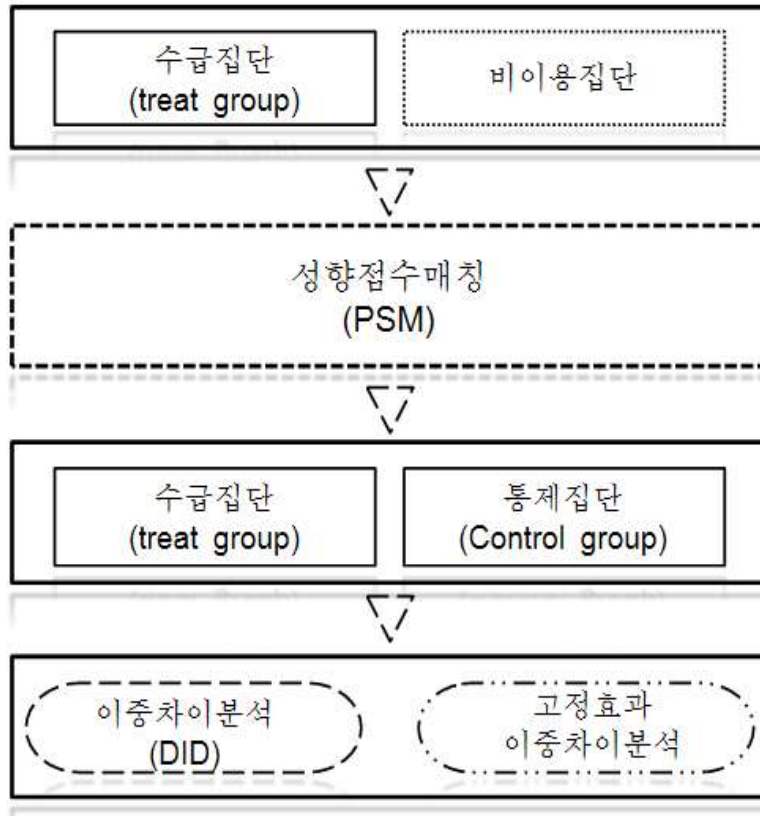 수급집단
(treat group)
비이용집단
성향점수매칭
(PSM)
수급집단
(treat group)
통제집단
(Control group)
이중차이분석
(DID)
고정효과
이중차이분석